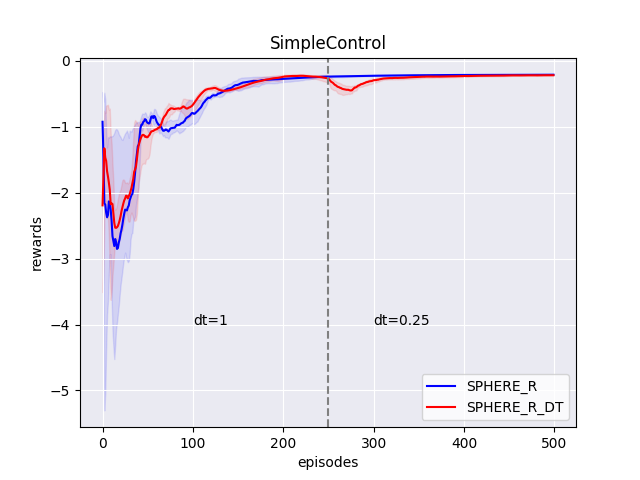 SimpleControl
0
−1
−2
−3
−4
−5
rewards
dt=1
dt=0.25
SPHERE_R
SPHERE_R_DT
0 100 200 300 400 500
episodes